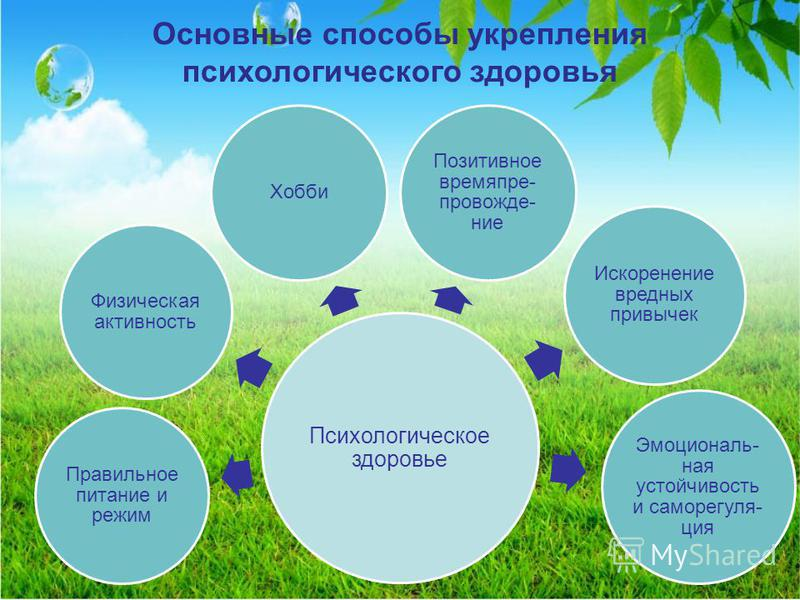 Основные способы укрепления
психологического здоровья
Хобби
Позитивное
времяпре-
провожде-
ние
Физическая
активность
Искоренение
вредных
привычек
Правильное
питание и
режим
Психологическое
здоровье
Эмоциональ-
ная
устойчивость
и саморегуля-
ция
MyShared